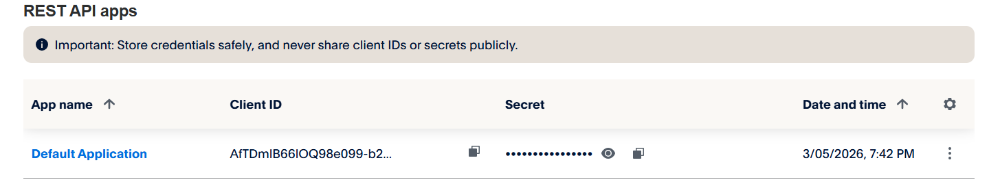 REST API apps
Important: Store credentials safely, and never share client IDs or secrets publicly.
App name Client ID Secret Date and time
Default Application AfTDmIB66IOQ98e099-b2... •••••••••••••••• 3/05/2026, 7:42 PM